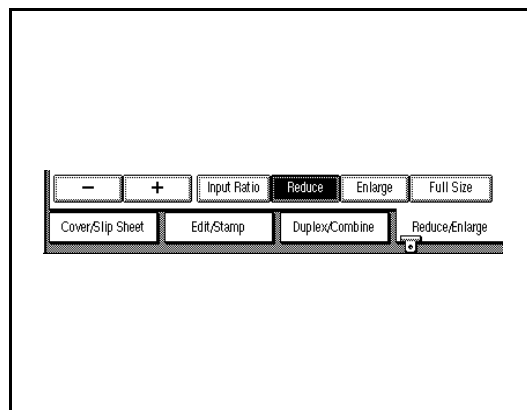 − + Input Ratio Reduce Enlarge Full Size
Cover/Slip Sheet Edit/Stamp Duplex/Combine Reduce/Enlarge